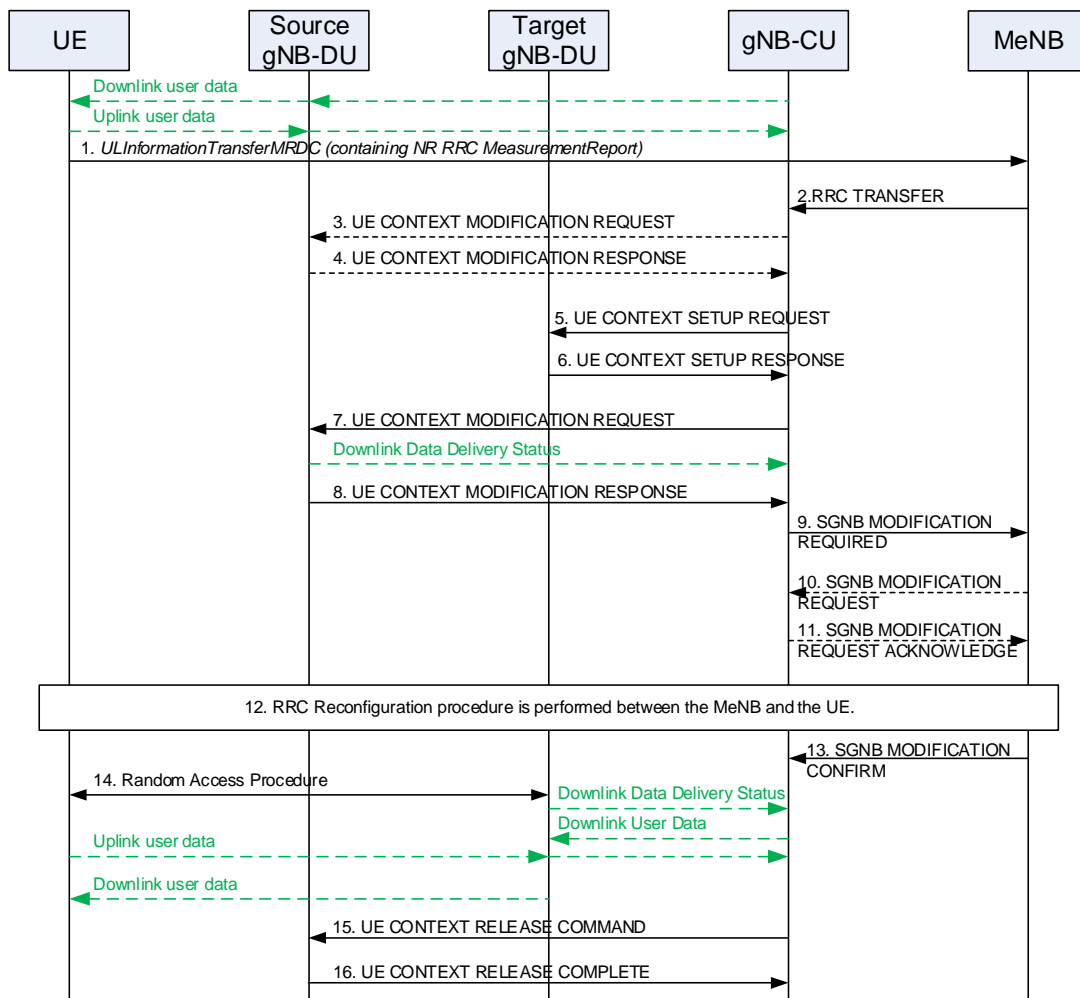 UE
Source
gNB-DU
Target
gNB-DU
gNB-CU
MeNB
Downlink user data
Uplink user data
1. ULInformationTransferMRDC (containing NR RRC MeasurementReport)
2.RRC TRANSFER
3. UE CONTEXT MODIFICATION REQUEST
4. UE CONTEXT MODIFICATION RESPONSE
5. UE CONTEXT SETUP REQUEST
6. UE CONTEXT SETUP RESPONSE
7. UE CONTEXT MODIFICATION REQUEST
Downlink Data Delivery Status
8. UE CONTEXT MODIFICATION RESPONSE
9. SGNB MODIFICATION
REQUIRED
10. SGNB MODIFICATION
REQUEST
11. SGNB MODIFICATION
REQUEST ACKNOWLEDGE
12. RRC Reconfiguration procedure is performed between the MeNB and the UE.
13. SGNB MODIFICATION
CONFIRM
14. Random Access Procedure
Downlink Data Delivery Status
Downlink User Data
Uplink user data
Downlink user data
15. UE CONTEXT RELEASE COMMAND
16. UE CONTEXT RELEASE COMPLETE